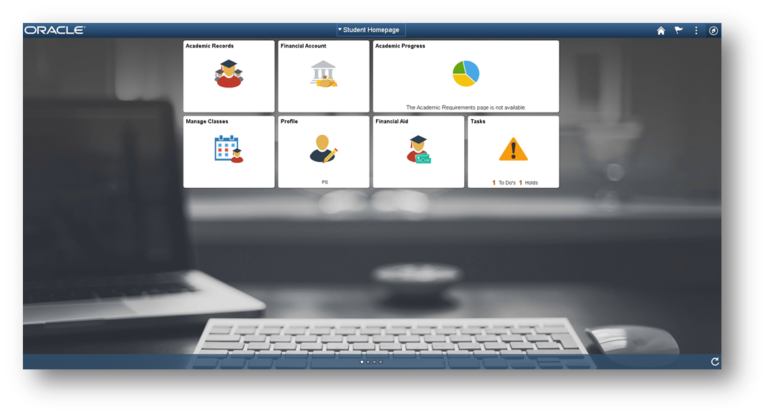 ORACLE
Student Homepage
Academic Records
Financial Account
Academic Progress
The Academic Requirements page is not available.
Manage Classes
Profile
Financial Aid
Tasks
PS
1 To Do's 1 Holds